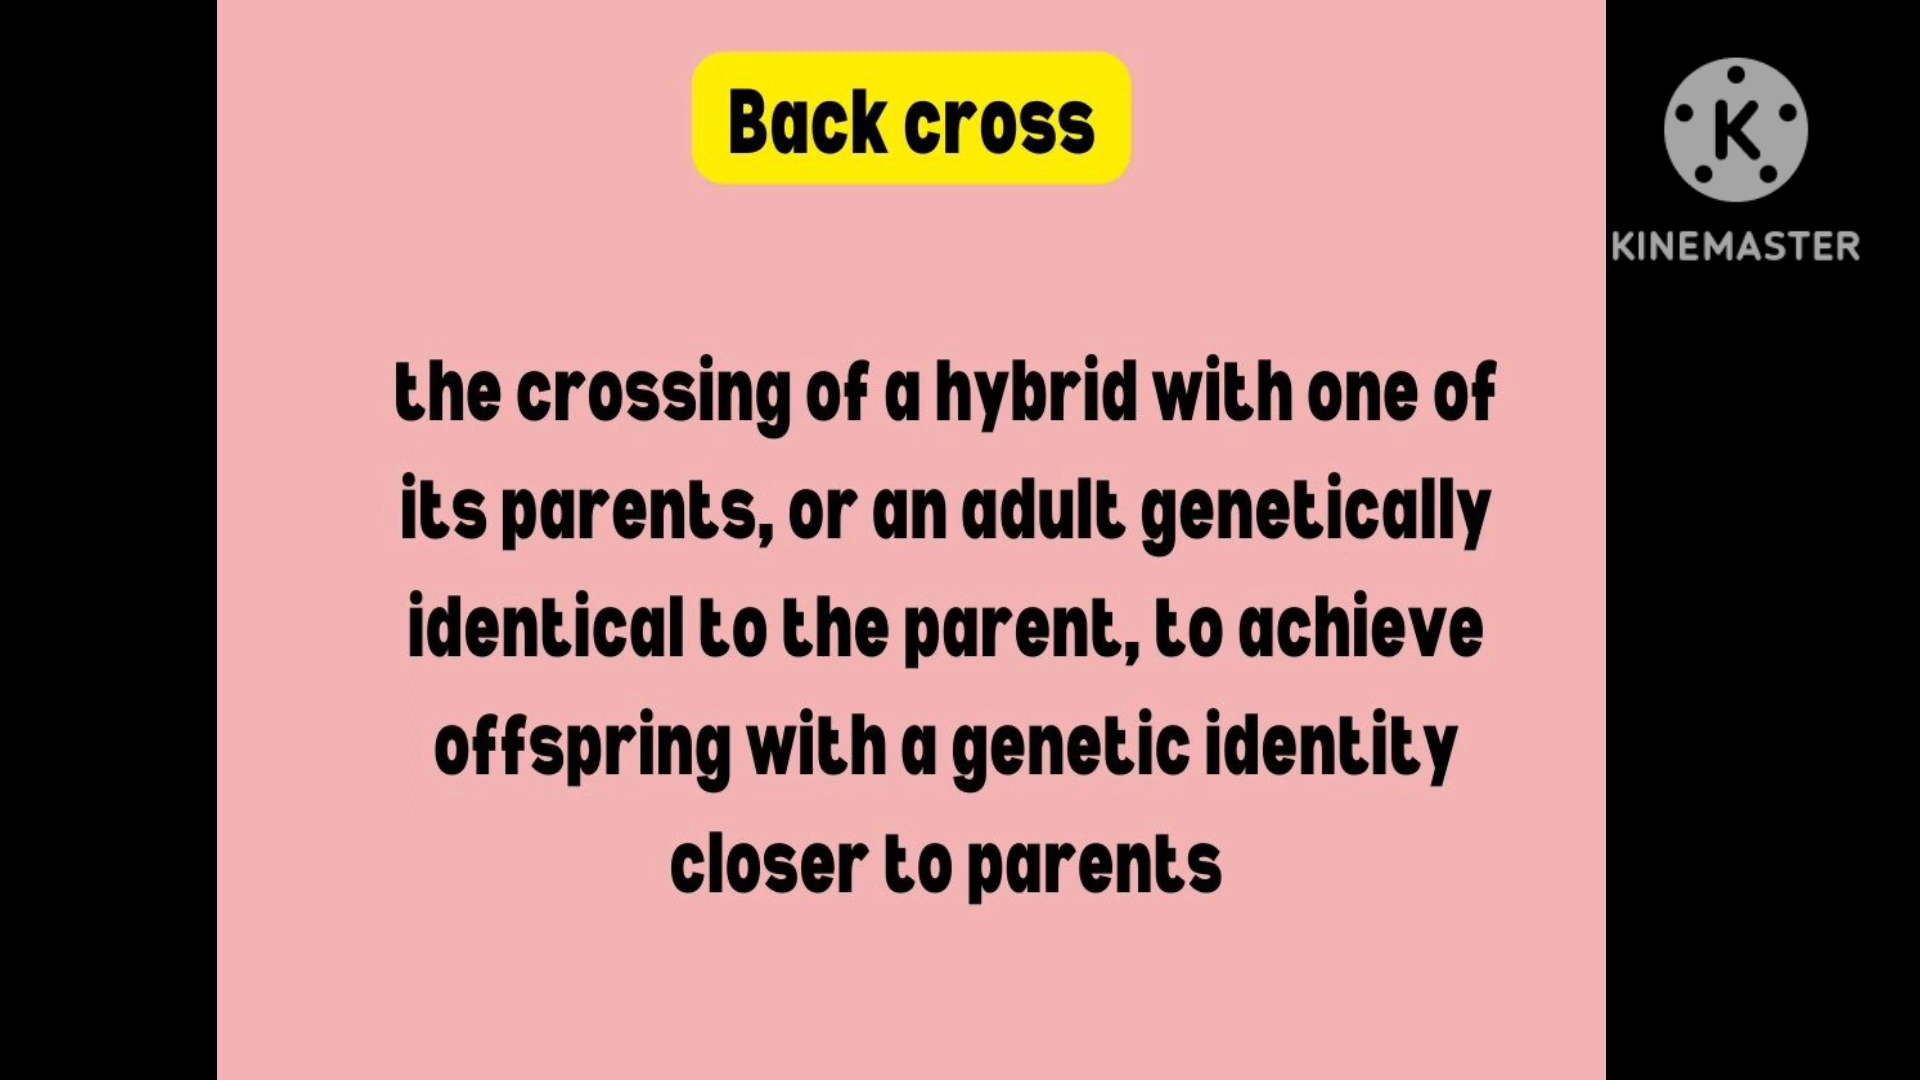 Back cross
K
KINEMASTER
the crossing of a hybrid with one of
its parents, or an adult genetically
identical to the parent, to achieve
offspring with a genetic identity
closer to parents